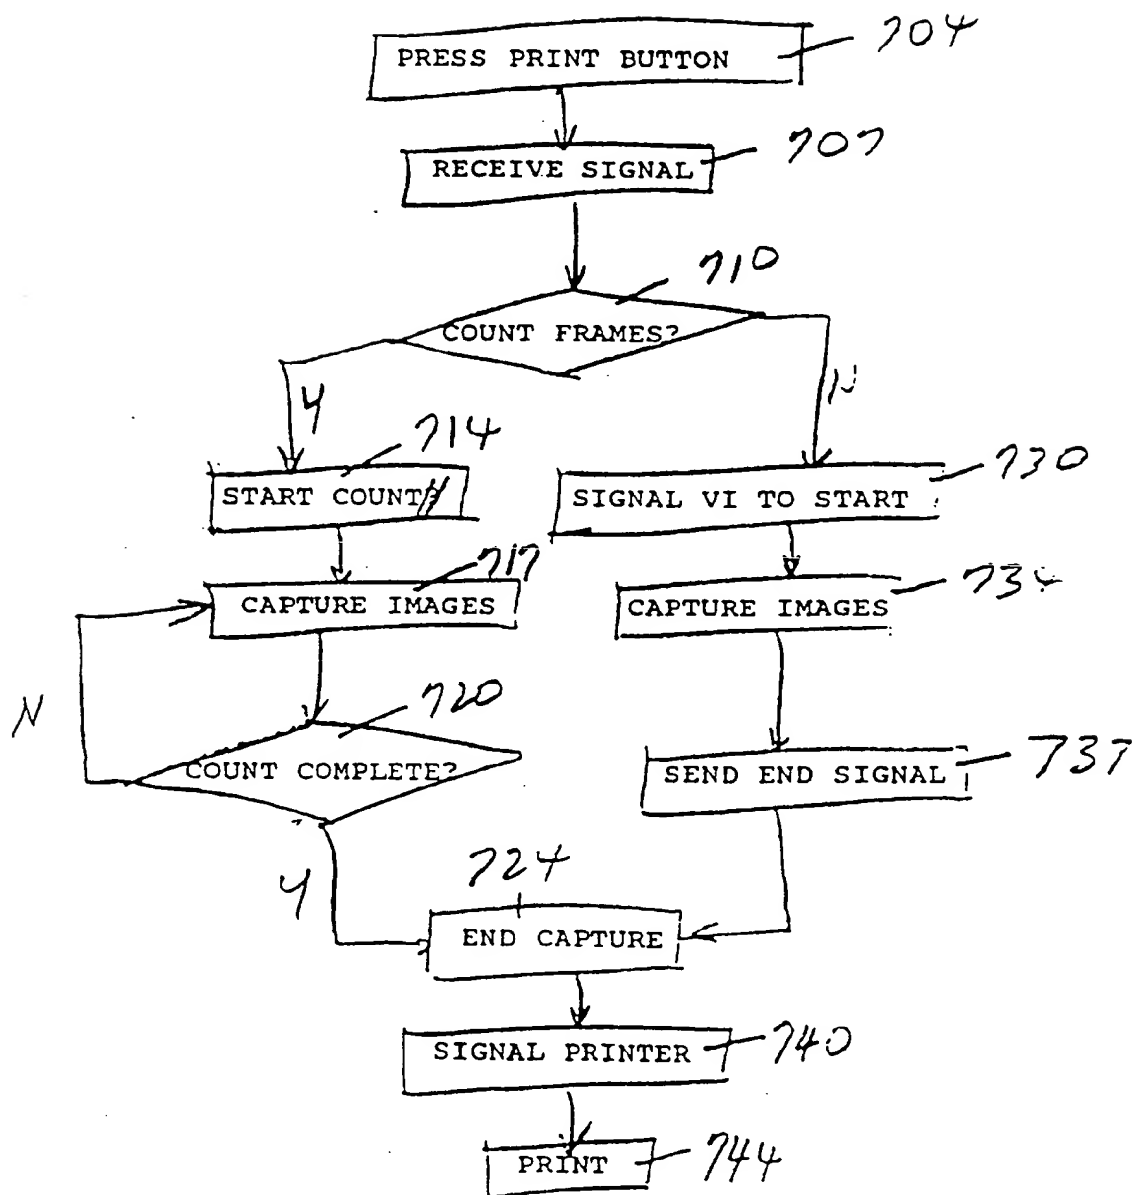 PRESS PRINT BUTTON 704
RECEIVE SIGNAL 707
710
COUNT FRAMES?
Y
N
714
START COUNT
730
SIGNAL VI TO START
717
CAPTURE IMAGES
734
CAPTURE IMAGES
N
720
COUNT COMPLETE?
SEND END SIGNAL 737
Y
724
END CAPTURE
SIGNAL PRINTER 740
PRINT 744